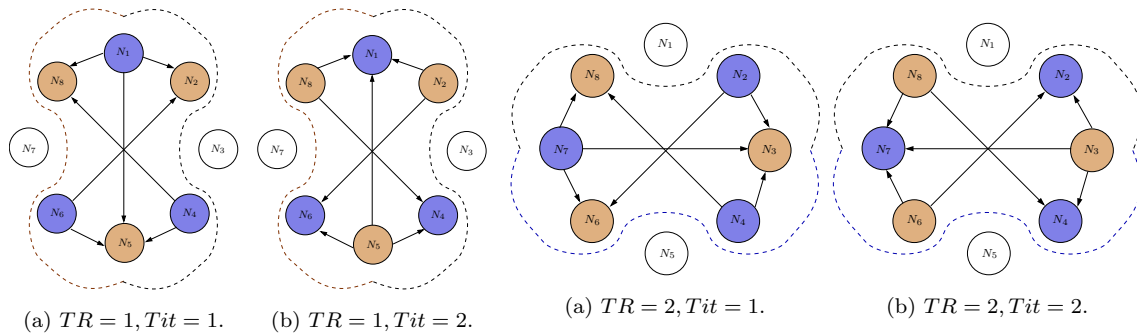 N1
N8
N2
N7
N3
N6
N4
N5
(a) TR = 1, Tit = 1.
N1
N8
N2
N7
N3
N6
N4
N5
(b) TR = 1, Tit = 2.
N1
N8
N2
N7
N3
N6
N4
N5
(a) TR = 2, Tit = 1.
N1
N8
N2
N7
N3
N6
N4
N5
(b) TR = 2, Tit = 2.